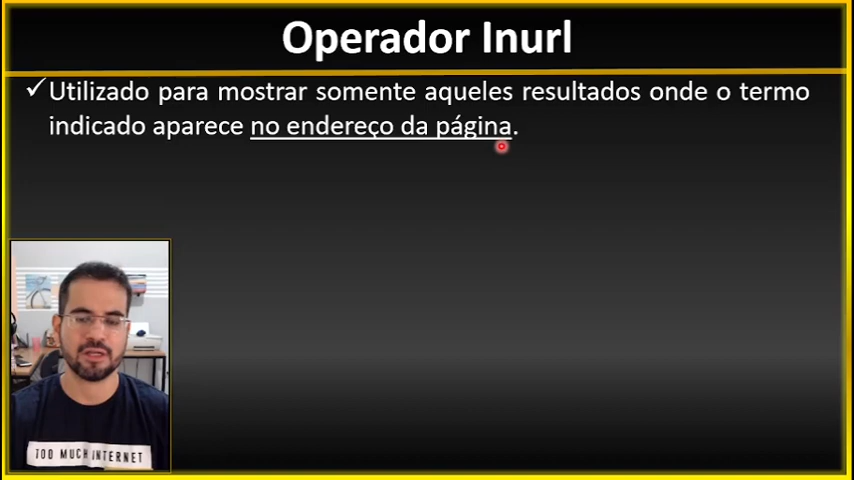 Operador Inurl
✓Utilizado para mostrar somente aqueles resultados onde o termo
indicado aparece no endereço da página.
TOO MUCH INTERNET